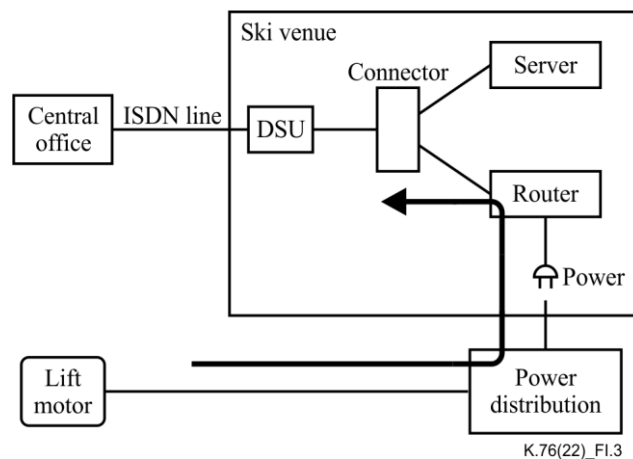 Ski venue
Connector
Server
Central
office
ISDN line
DSU
Router
Power
Lift
motor
Power
distribution
K.76(22)_FI.3